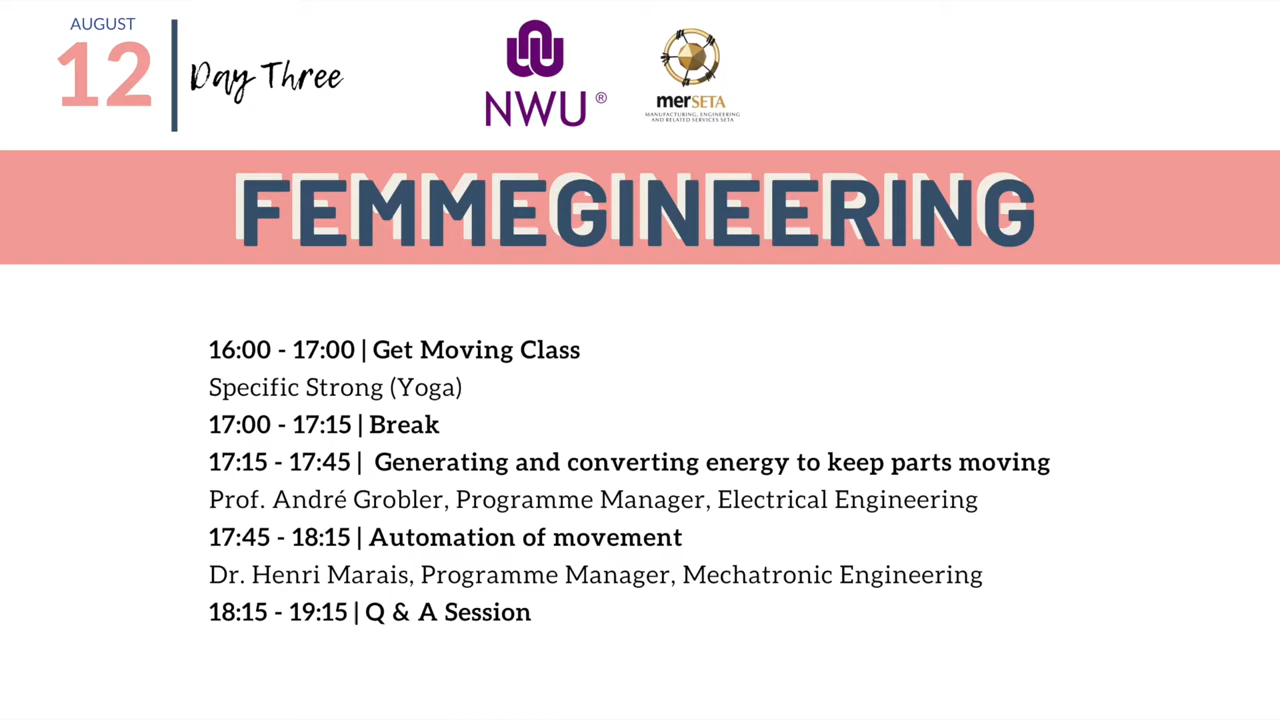 AUGUST
12
Day Three
NWU®
merSETA
MANUFACTURING, ENGINEERING
AND RELATED SERVICES SETA
FEMMEGINEERING
16:00 - 17:00 | Get Moving Class
Specific Strong (Yoga)
17:00 - 17:15 | Break
17:15 - 17:45 | Generating and converting energy to keep parts moving
Prof. André Grobler, Programme Manager, Electrical Engineering
17:45 - 18:15 | Automation of movement
Dr. Henri Marais, Programme Manager, Mechatronic Engineering
18:15 - 19:15 | Q & A Session